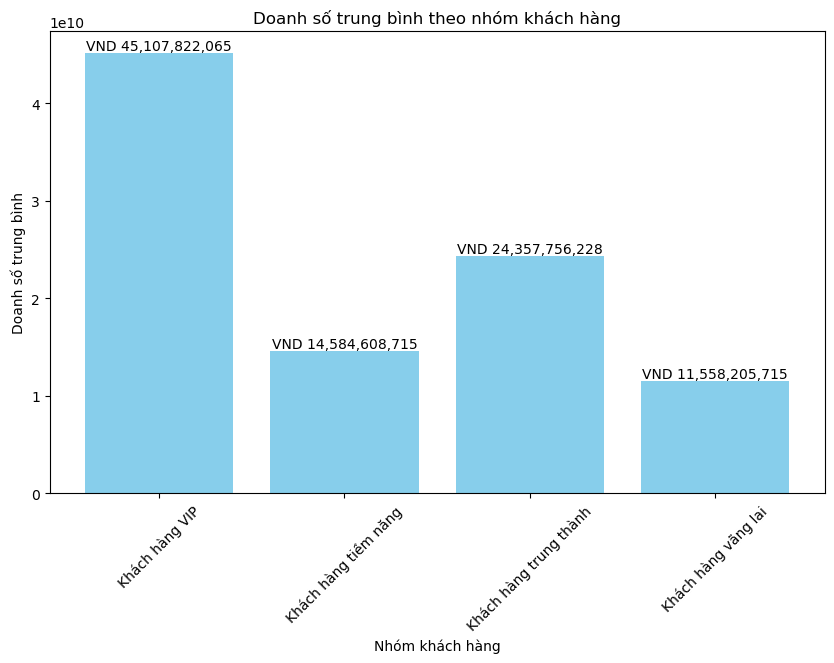 Doanh số trung bình theo nhóm khách hàng
1e10
VND 45,107,822,065
VND 14,584,608,715
VND 24,357,756,228
VND 11,558,205,715
4
3
2
1
0
Doanh số trung bình
Khách hàng VIP
Khách hàng tiềm năng
Khách hàng trung thành
Khách hàng vãng lai
Nhóm khách hàng